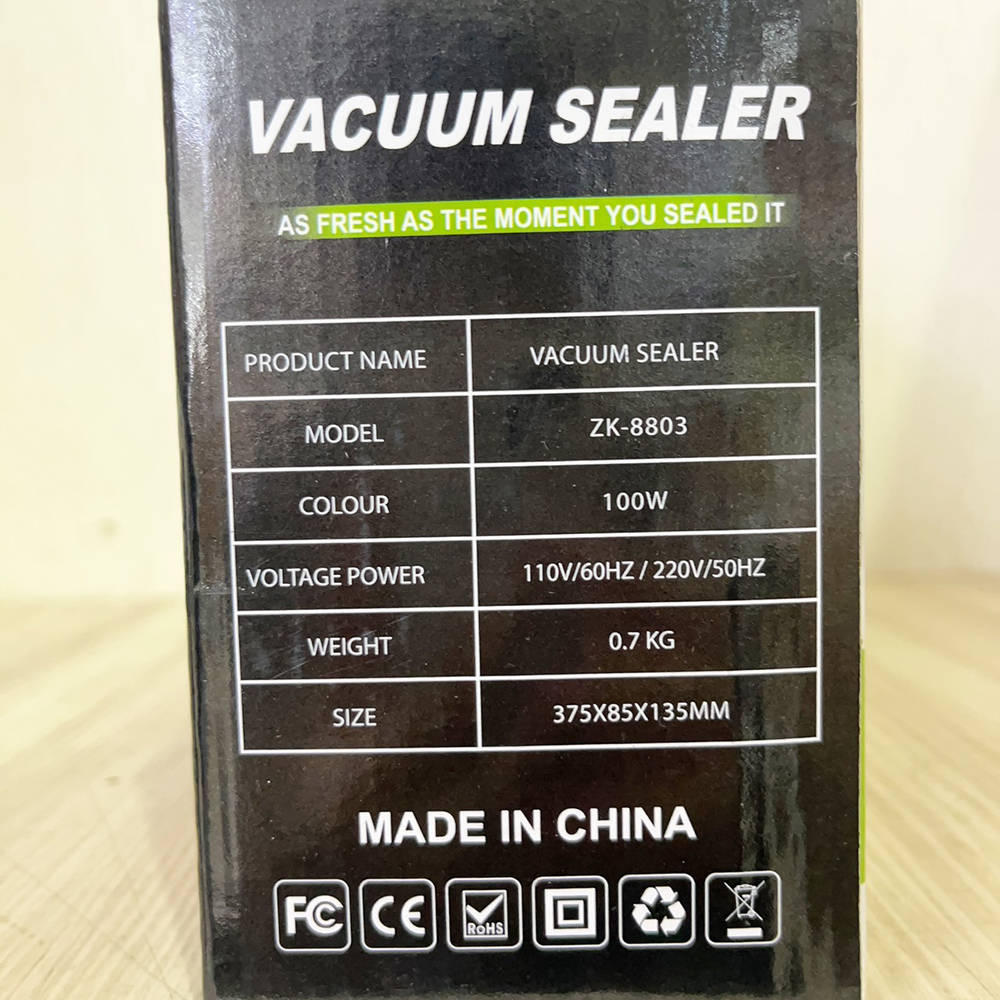 VACUUM SEALER
AS FRESH AS THE MOMENT YOU SEALED IT
PRODUCT NAME VACUUM SEALER
MODEL ZK-8803
COLOUR 100W
VOLTAGE POWER 110V/60HZ / 220V/50HZ
WEIGHT 0.7 KG
SIZE 375X85X135MM
MADE IN CHINA
FC CE RoHS